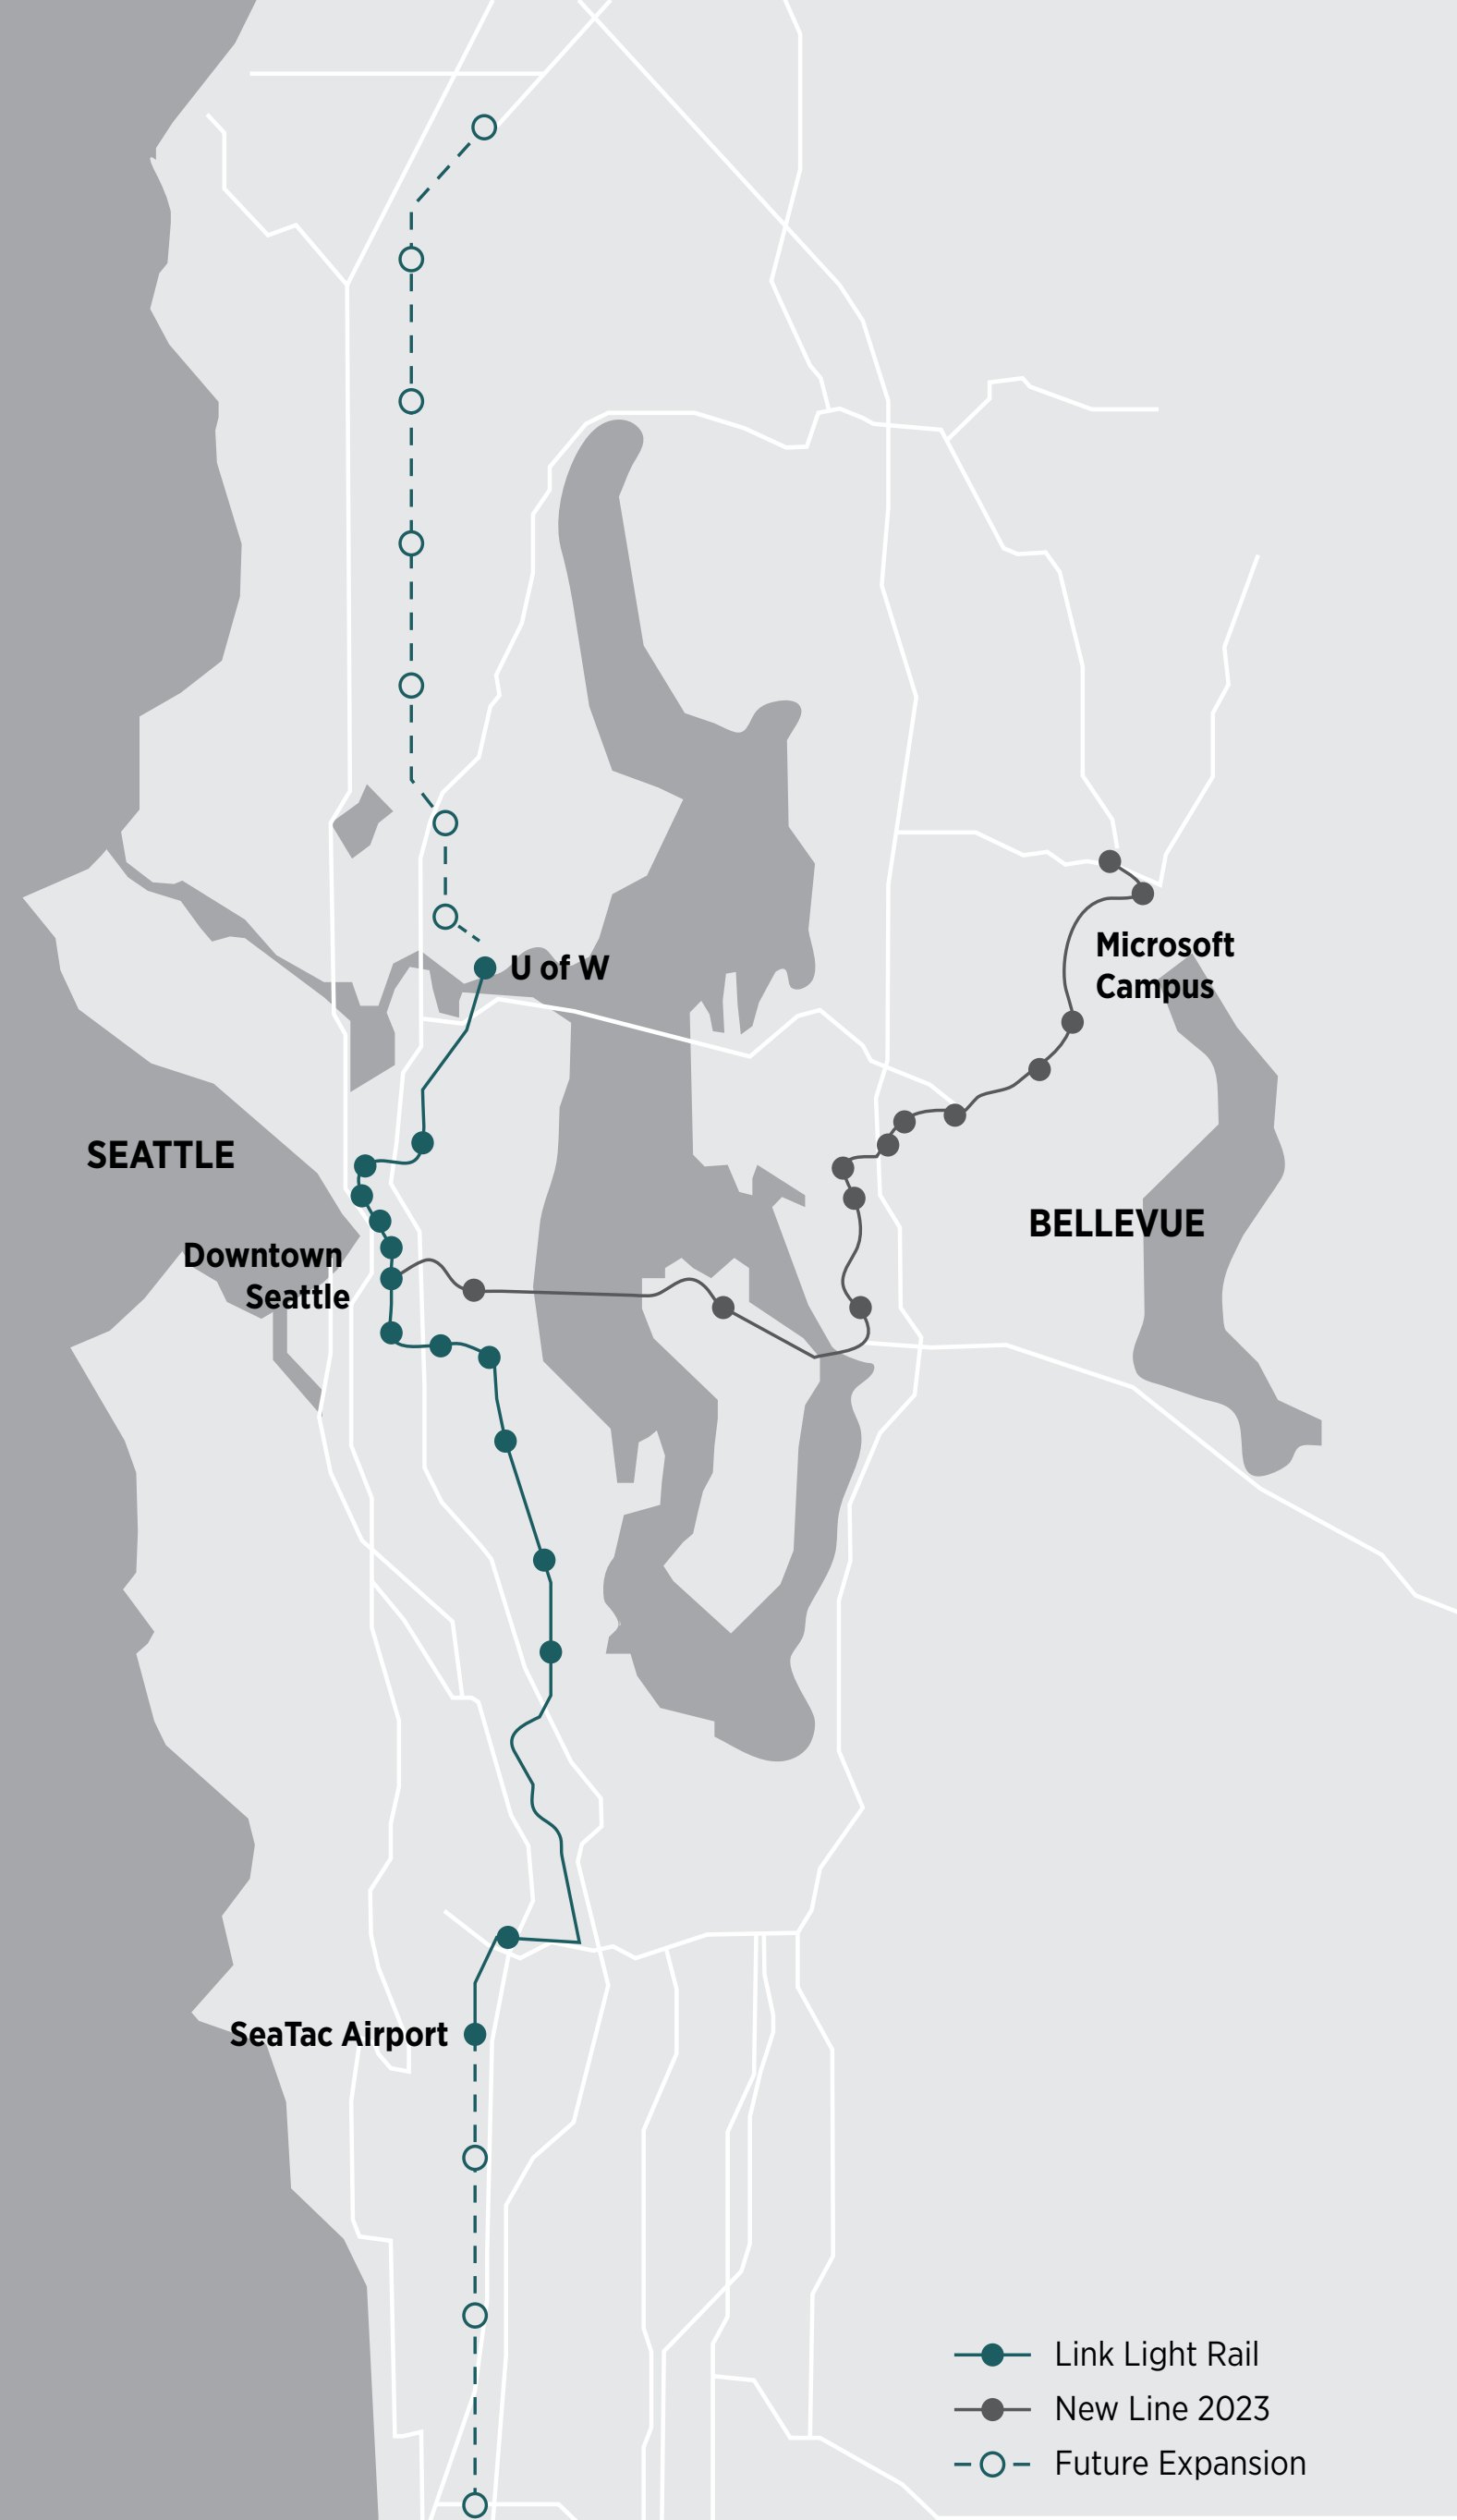 U of W
Microsoft
Campus
SEATTLE
BELLEVUE
Downtown
Seattle
SeaTac Airport
Link Light Rail
New Line 2023
Future Expansion